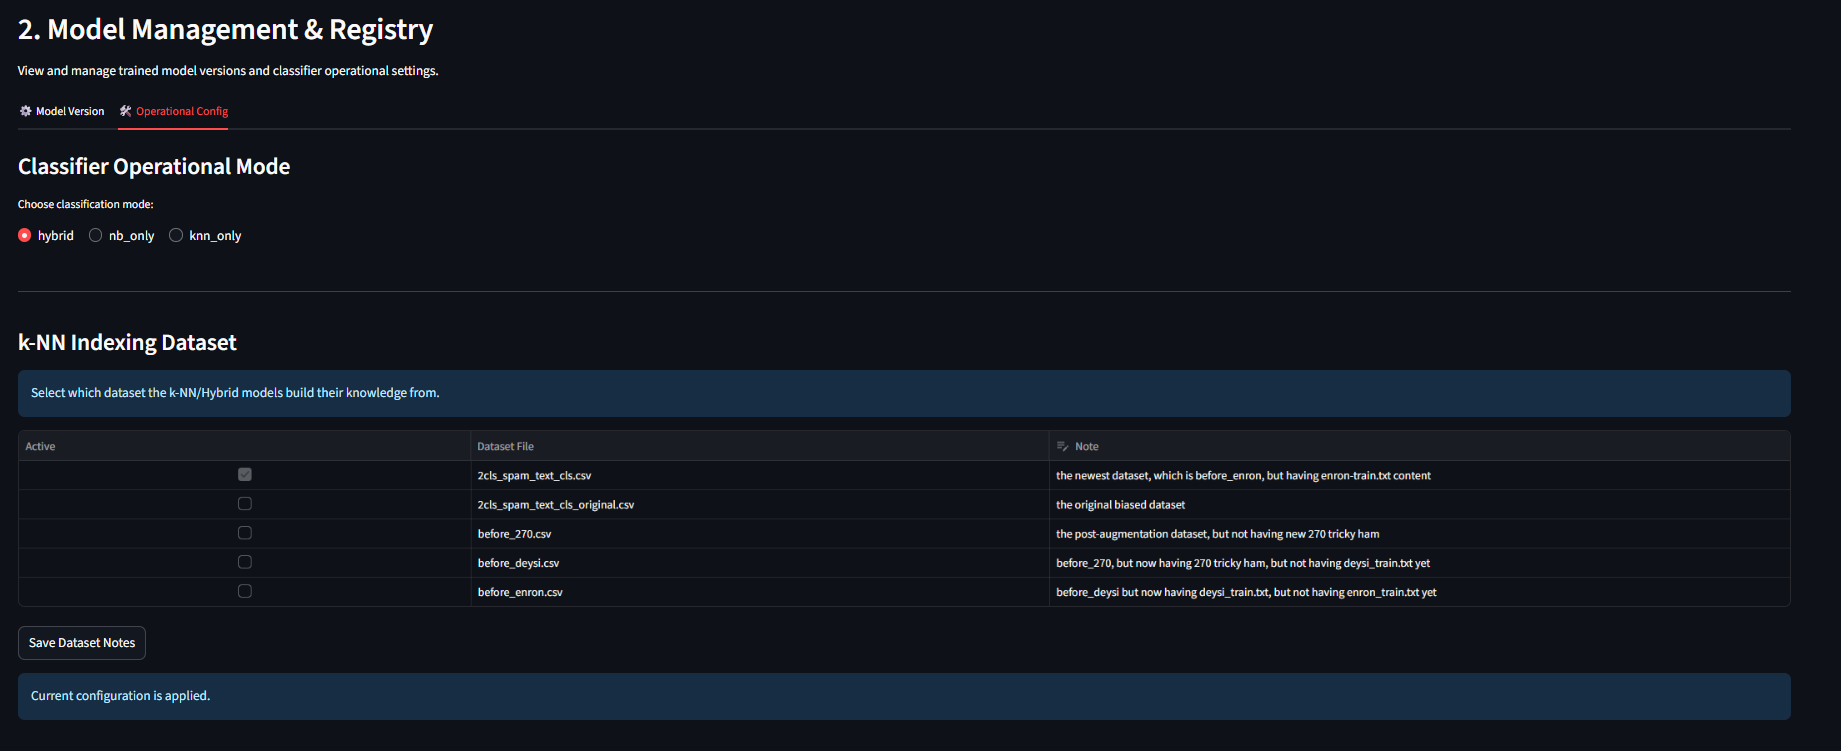 2. Model Management & Registry
View and manage trained model versions and classifier operational settings.
Model Version Operational Config
Classifier Operational Mode
Choose classification mode:
hybrid nb_only knn_only
k-NN Indexing Dataset
Select which dataset the k-NN/Hybrid models build their knowledge from.
Active Dataset File Note
2cls_spam_text_cls.csv the newest dataset, which is before_enron, but having enron-train.txt content
2cls_spam_text_cls_original.csv the original biased dataset
before_270.csv the post-augmentation dataset, but not having new 270 tricky ham
before_deysi.csv before_270, but now having 270 tricky ham, but not having deysi_train.txt yet
before_enron.csv before_deysi but now having deysi_train.txt, but not having enron_train.txt yet
Save Dataset Notes
Current configuration is applied.